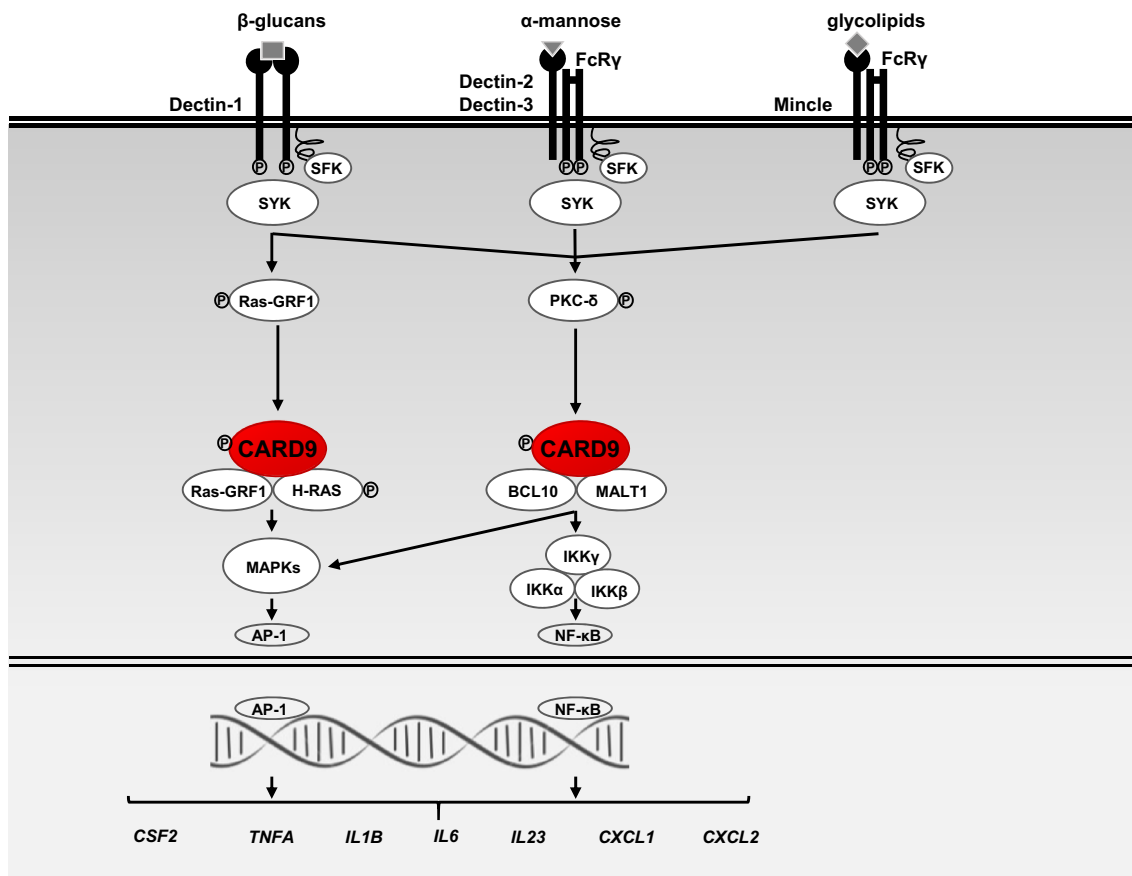 β-glucans
α-mannose
glycolipids
FcRγ
FcRγ
Dectin-2
Dectin-1
Dectin-3
Mincle
P
P
SFK
P
P
SFK
P
P
SFK
SYK
SYK
SYK
P
Ras-GRF1
PKC-δ
P
P
CARD9
P
CARD9
Ras-GRF1
H-RAS
P
BCL10
MALT1
MAPKs
IKKγ
IKKα
IKKβ
AP-1
NF-κB
AP-1
NF-κB
CSF2
TNFA
IL1B
IL6
IL23
CXCL1
CXCL2